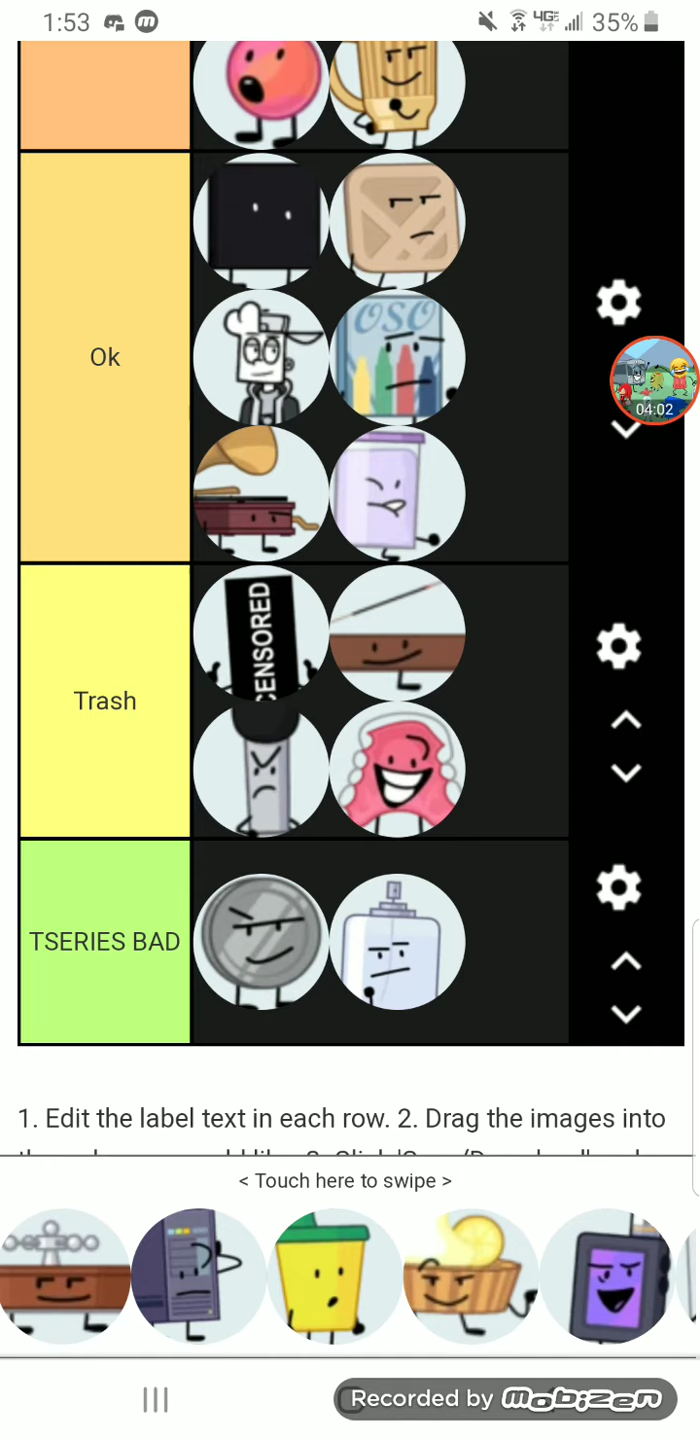 1:53
4GE
35%
Ok
OSO
04:02
Trash
CENSORED
TSERIES BAD
1. Edit the label text in each row. 2. Drag the images into
< Touch here to swipe >
Recorded by mobizen